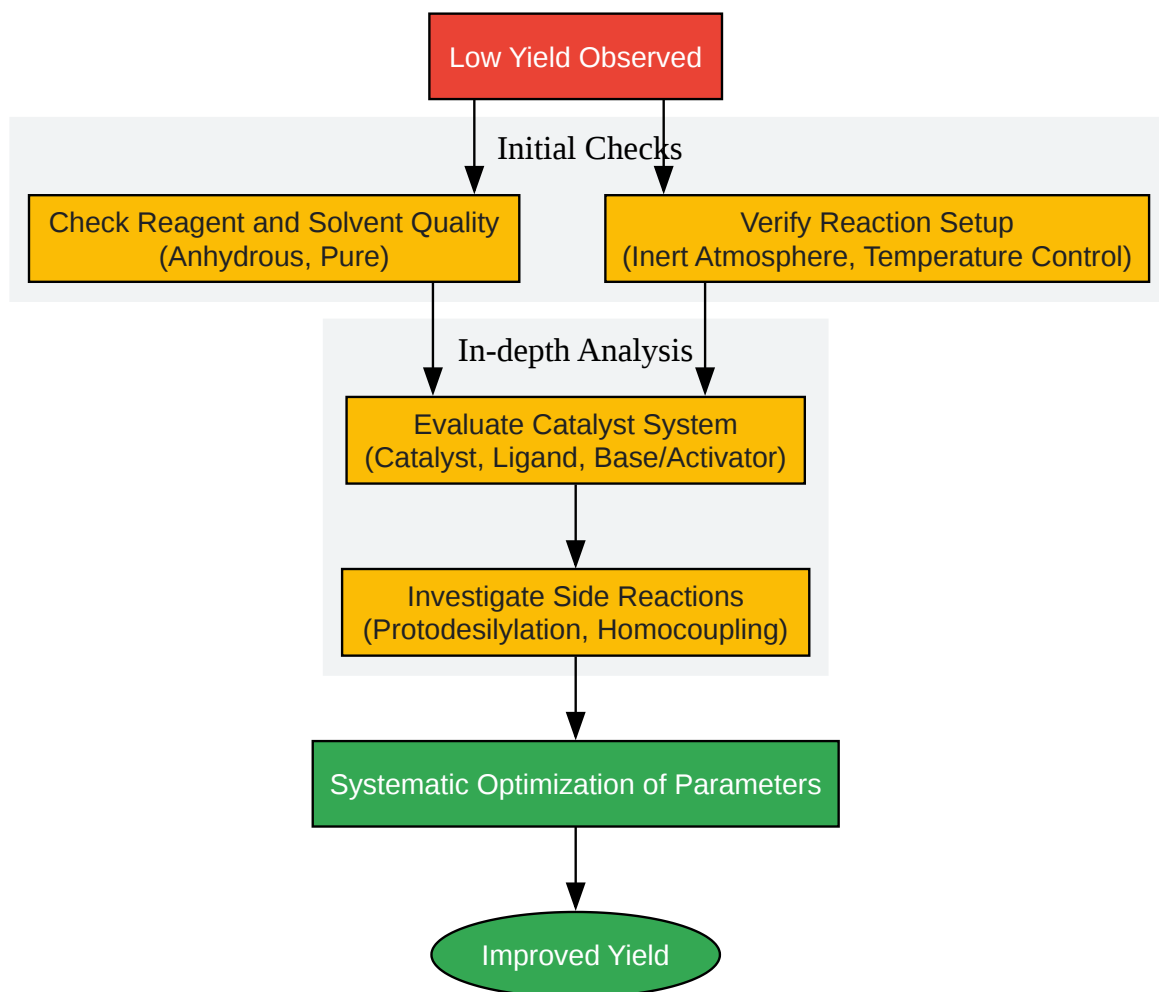 Low Yield Observed
Initial Checks
Check Reagent and Solvent Quality
(Anhydrous, Pure)
Verify Reaction Setup
(Inert Atmosphere, Temperature Control)
In-depth Analysis
Evaluate Catalyst System
(Catalyst, Ligand, Base/Activator)
Investigate Side Reactions
(Protodesilylation, Homocoupling)
Systematic Optimization of Parameters
Improved Yield